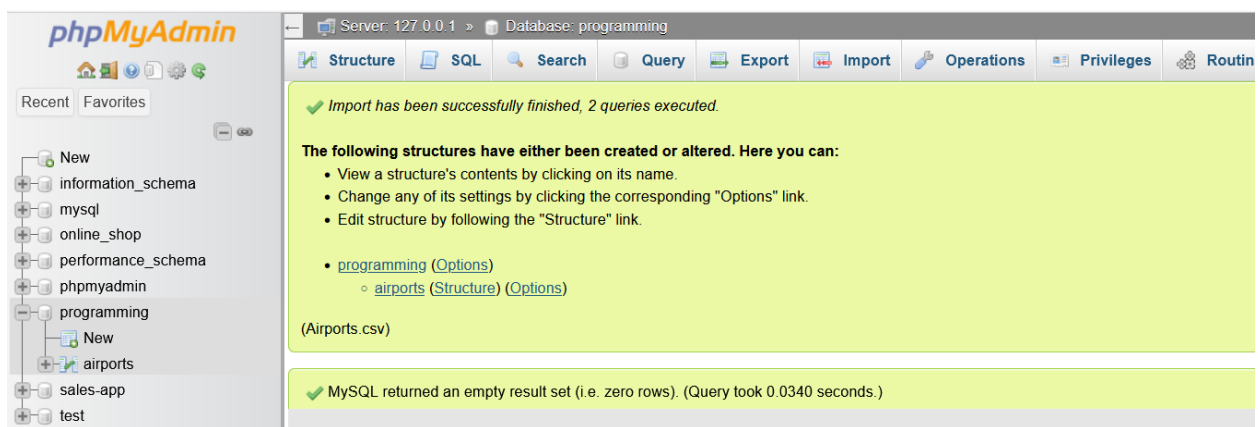 phpMyAdmin
Recent Favorites
New
information_schema
mysql
online_shop
performance_schema
phpmyadmin
programming
New
airports
sales-app
test
← Server: 127.0.0.1 » Database: programming
Structure SQL Search Query Export Import Operations Privileges Routin
Import has been successfully finished, 2 queries executed.
The following structures have either been created or altered. Here you can:
• View a structure's contents by clicking on its name.
• Change any of its settings by clicking the corresponding "Options" link.
• Edit structure by following the "Structure" link.
• programming (Options)
○ airports (Structure) (Options)
(Airports.csv)
MySQL returned an empty result set (i.e. zero rows). (Query took 0.0340 seconds.)